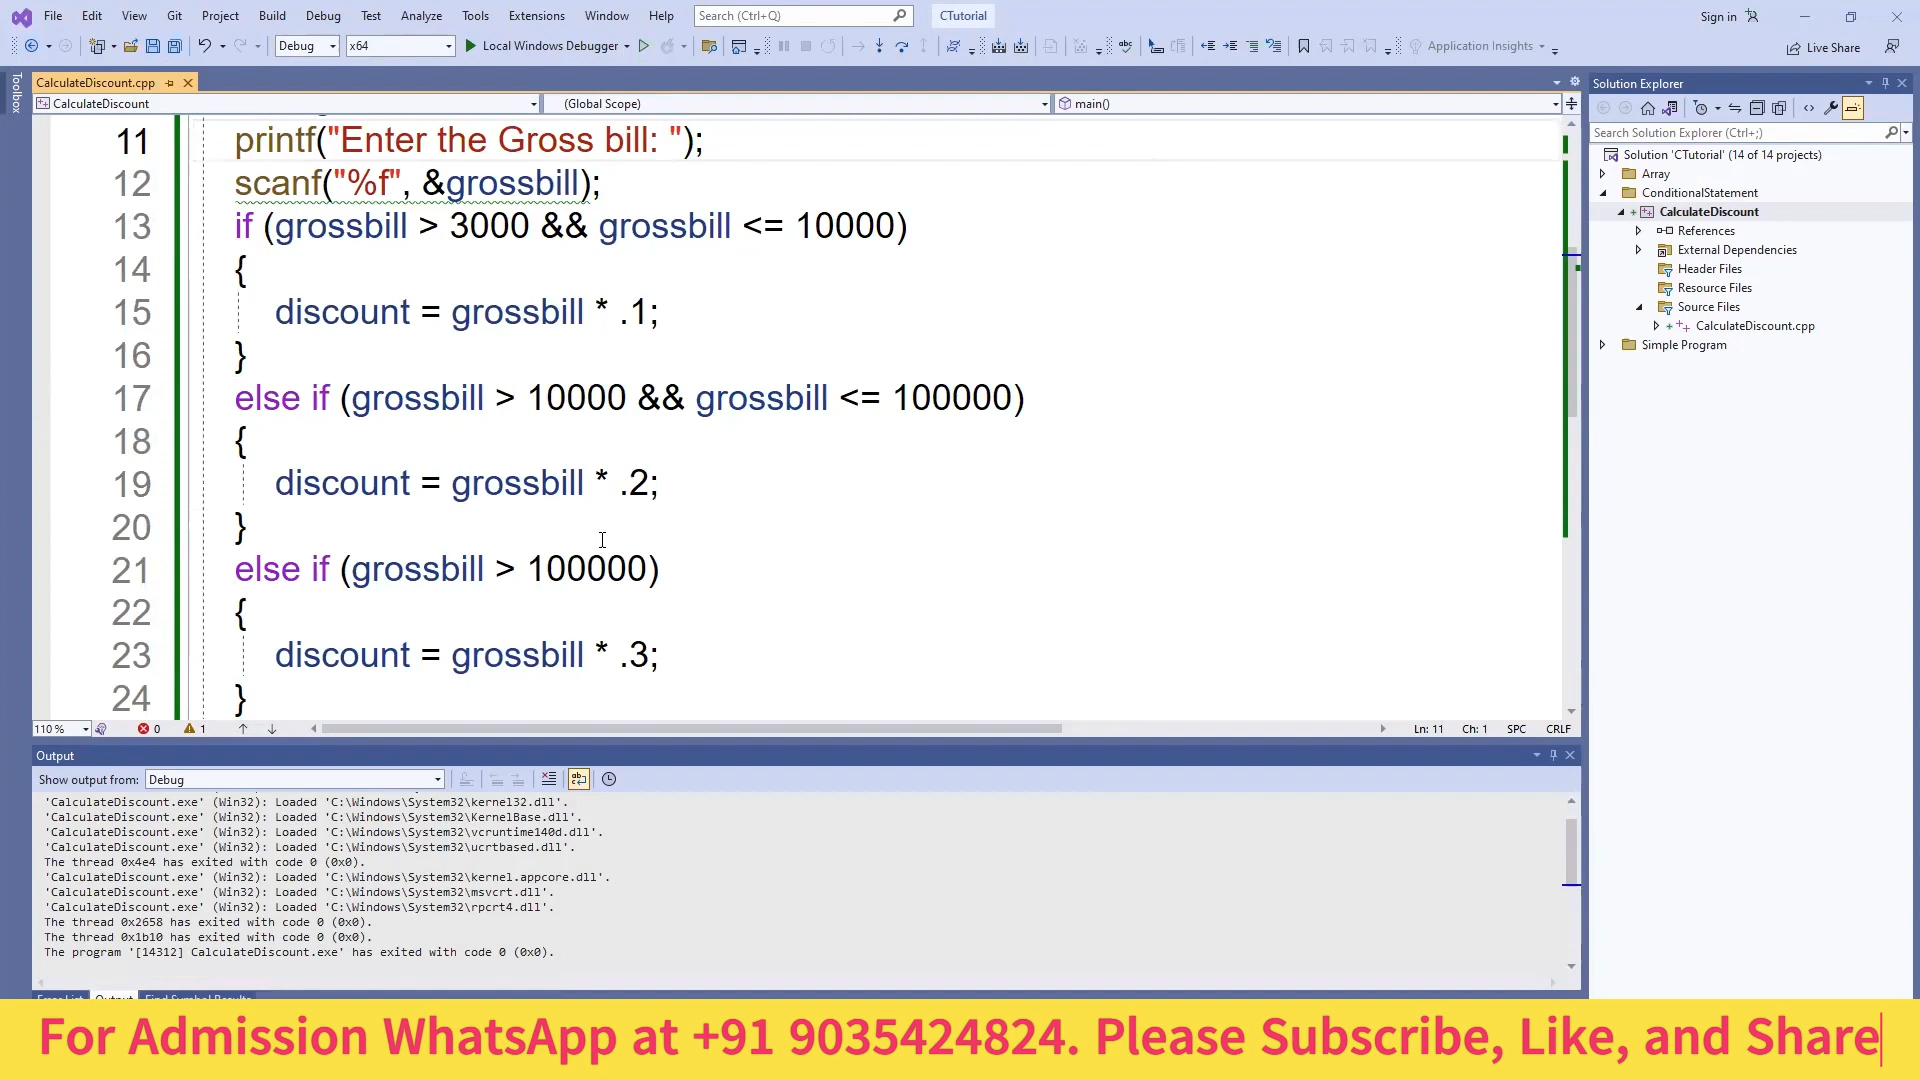 File Edit View Git Project Build Debug Test Analyze Tools Extensions Window Help Search (Ctrl+Q) CTutorial Sign in
Debug x64 Local Windows Debugger Application Insights Live Share
Toolbox
CalculateDiscount.cpp
CalculateDiscount (Global Scope) main()
11 printf("Enter the Gross bill: ");
12 scanf("%f", &grossbill);
13 if (grossbill > 3000 && grossbill <= 10000)
14 {
15 discount = grossbill * .1;
16 }
17 else if (grossbill > 10000 && grossbill <= 100000)
18 {
19 discount = grossbill * .2;
20 }
21 else if (grossbill > 100000)
22 {
23 discount = grossbill * .3;
24 }
110 % 0 1 Ln: 11 Ch: 1 SPC CRLF
Output
Show output from: Debug
'CalculateDiscount.exe' (Win32): Loaded 'C:\Windows\System32\kernel32.dll'.
'CalculateDiscount.exe' (Win32): Loaded 'C:\Windows\System32\KernelBase.dll'.
'CalculateDiscount.exe' (Win32): Loaded 'C:\Windows\System32\vcruntime140d.dll'.
'CalculateDiscount.exe' (Win32): Loaded 'C:\Windows\System32\ucrtbased.dll'.
The thread 0x4e4 has exited with code 0 (0x0).
'CalculateDiscount.exe' (Win32): Loaded 'C:\Windows\System32\kernel.appcore.dll'.
'CalculateDiscount.exe' (Win32): Loaded 'C:\Windows\System32\msvcrt.dll'.
'CalculateDiscount.exe' (Win32): Loaded 'C:\Windows\System32\rpcrt4.dll'.
The thread 0x2658 has exited with code 0 (0x0).
The thread 0x1b10 has exited with code 0 (0x0).
The program '[14312] CalculateDiscount.exe' has exited with code 0 (0x0).
Error List Output Find Symbol Results
Solution Explorer
Search Solution Explorer (Ctrl+;)
Solution 'CTutorial' (14 of 14 projects)
Array
ConditionalStatement
CalculateDiscount
References
External Dependencies
Header Files
Resource Files
Source Files
CalculateDiscount.cpp
Simple Program
For Admission WhatsApp at +91 9035424824. Please Subscribe, Like, and Share